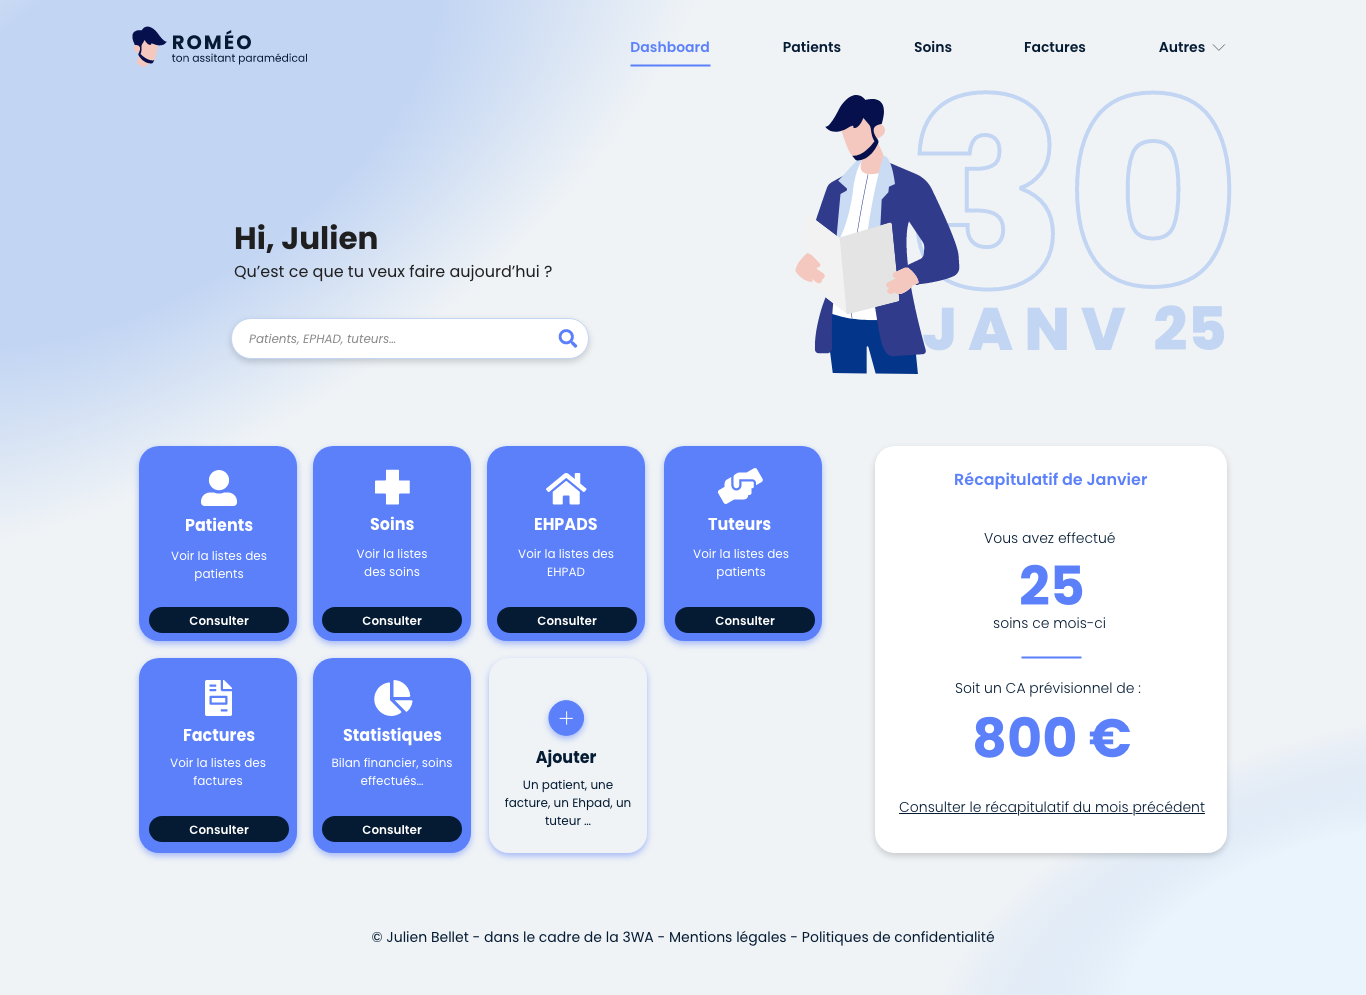 ROMÉO
ton assitant paramédical
Dashboard
Patients
Soins
Factures
Autres
30
JANV 25
Hi, Julien
Qu’est ce que tu veux faire aujourd’hui ?
Patients, EPHAD, tuteurs...
Patients
Voir la listes des
patients
Consulter
Soins
Voir la listes
des soins
Consulter
EHPADS
Voir la listes des
EHPAD
Consulter
Tuteurs
Voir la listes des
patients
Consulter
Factures
Voir la listes des
factures
Consulter
Statistiques
Bilan financier, soins
effectués...
Consulter
Ajouter
Un patient, une
facture, un Ehpad, un
tuteur ...
Récapitulatif de Janvier
Vous avez effectué
25
soins ce mois-ci
Soit un CA prévisionnel de :
800 €
Consulter le récapitulatif du mois précédent
© Julien Bellet - dans le cadre de la 3WA - Mentions légales - Politiques de confidentialité